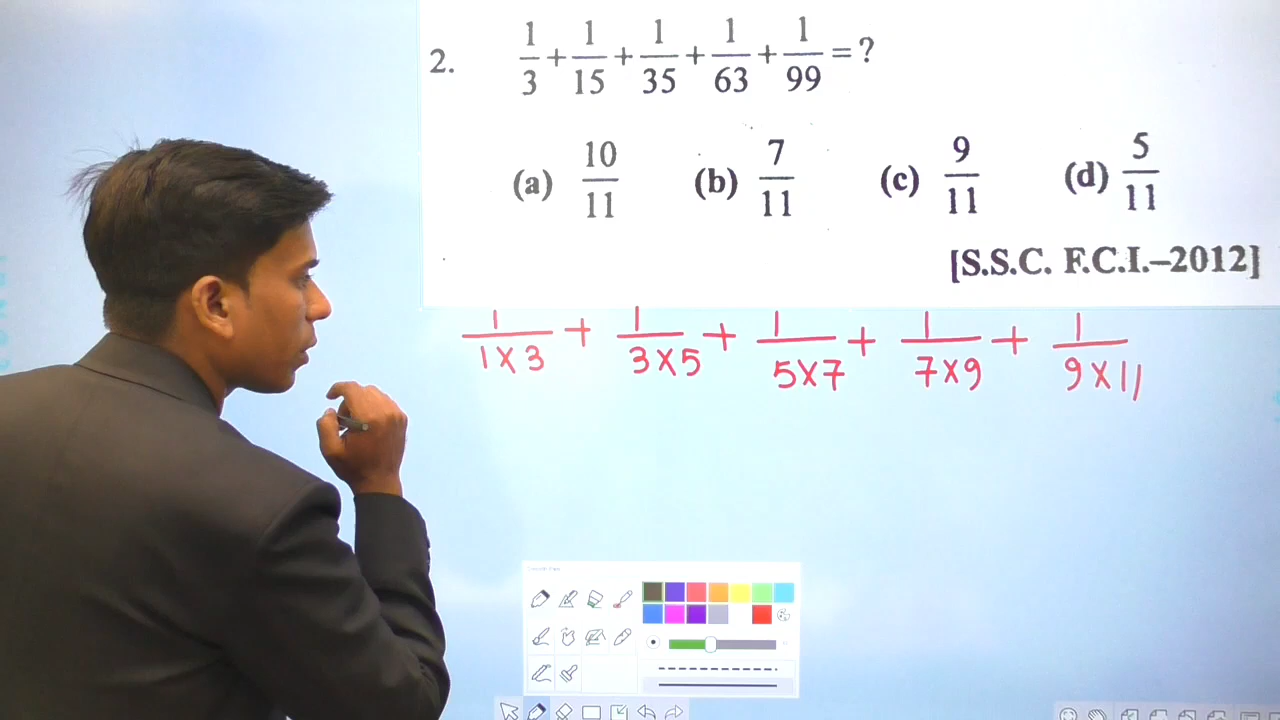 2. 1/3 + 1/15 + 1/35 + 1/63 + 1/99 = ?
(a) 10/11 (b) 7/11 (c) 9/11 (d) 5/11
[S.S.C. F.C.I.–2012]
1/1×3 + 1/3×5 + 1/5×7 + 1/7×9 + 1/9×11